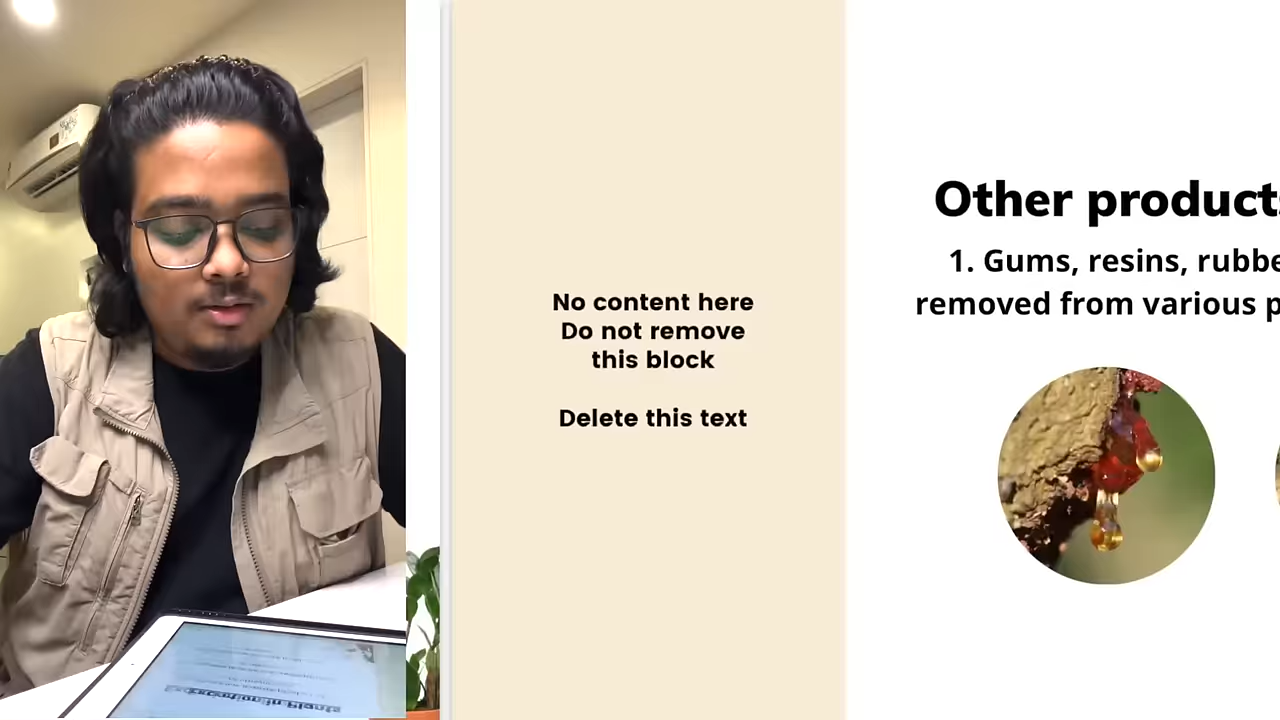 No content here
Do not remove
this block
Delete this text
Other products
1. Gums, resins, rubbe
removed from various p